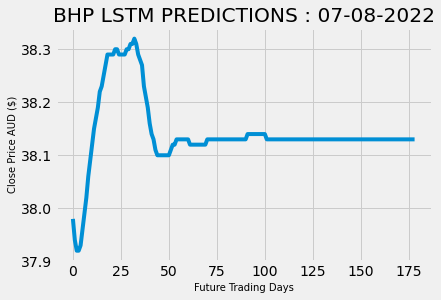 BHP LSTM PREDICTIONS : 07-08-2022
38.3
38.2
38.1
38.0
37.9
Close Price AUD ($)
0 25 50 75 100 125 150 175
Future Trading Days